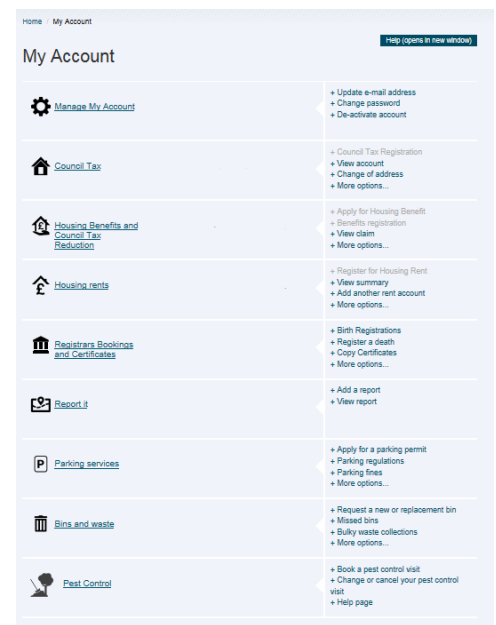 Home / My Account
Help (opens in new window)
My Account
Manage My Account
+ Update e-mail address
+ Change password
+ De-activate account
Council Tax
+ Council Tax Registration
+ View account
+ Change of address
+ More options...
Housing Benefits and
Council Tax
Reduction
+ Apply for Housing Benefit
+ Benefits registration
+ View claim
+ More options...
Housing rents
+ Register for Housing Rent
+ View summary
+ Add another rent account
+ More options...
Registrars Bookings
and Certificates
+ Birth Registrations
+ Register a death
+ Copy Certificates
+ More options...
Report it
+ Add a report
+ View report
P
Parking services
+ Apply for a parking permit
+ Parking regulations
+ Parking fines
+ More options...
Bins and waste
+ Request a new or replacement bin
+ Missed bins
+ Bulky waste collections
+ More options...
Pest Control
+ Book a pest control visit
+ Change or cancel your pest control
visit
+ Help page